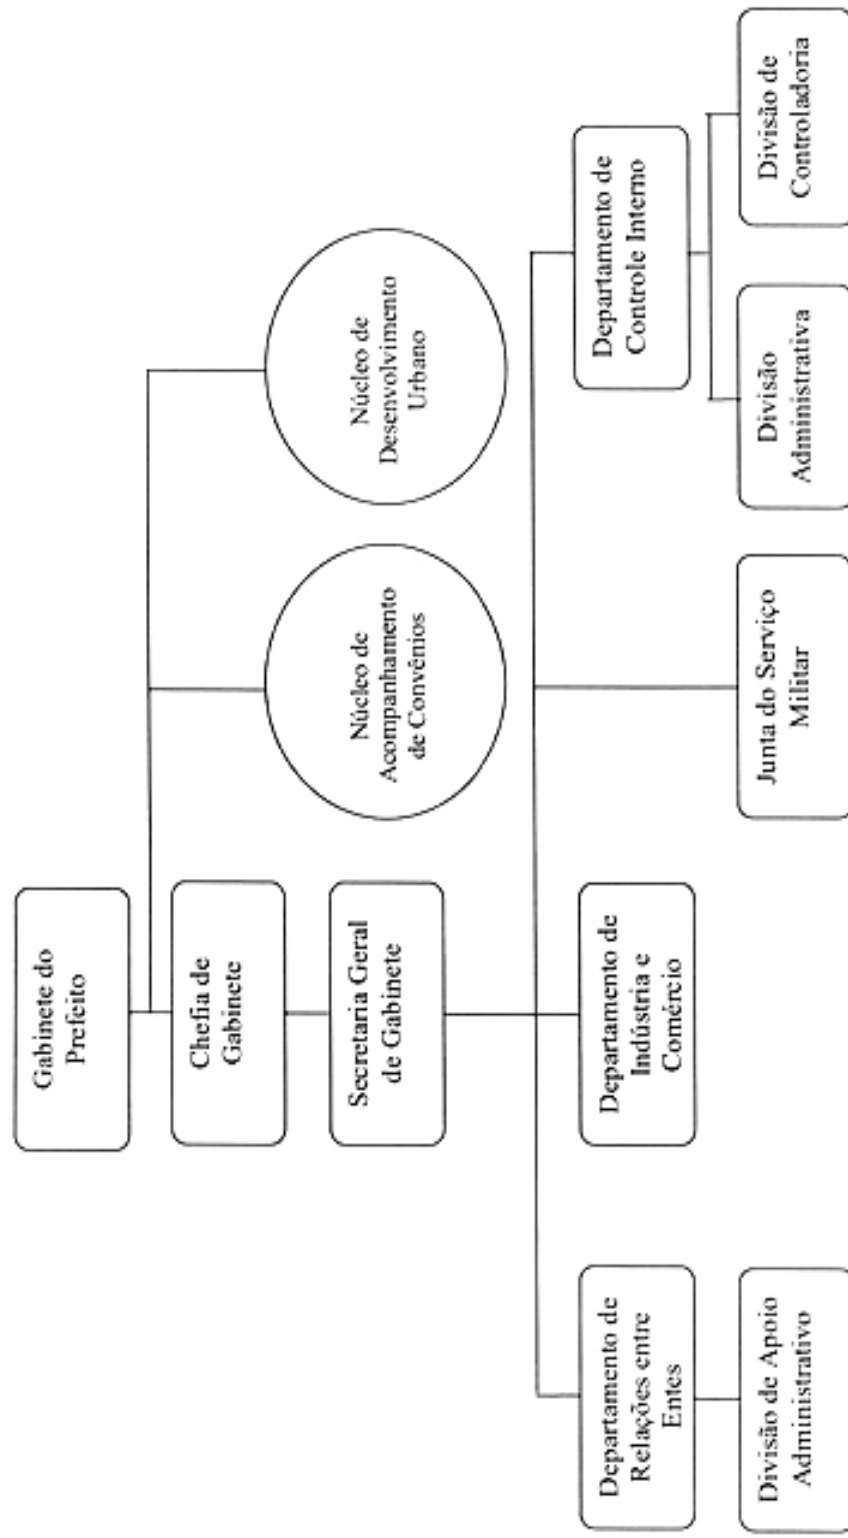 Gabinete do
Prefeito
Chefia de
Gabinete
Secretaria Geral
de Gabinete
Núcleo de
Acompanhamento
de Convênios
Núcleo de
Desenvolvimento
Urbano
Departamento de
Relações entre
Entes
Departamento de
Indústria e
Comércio
Departamento de
Controle Interno
Divisão de Apoio
Administrativo
Junta do Serviço
Militar
Divisão
Administrativa
Divisão de
Controladoria